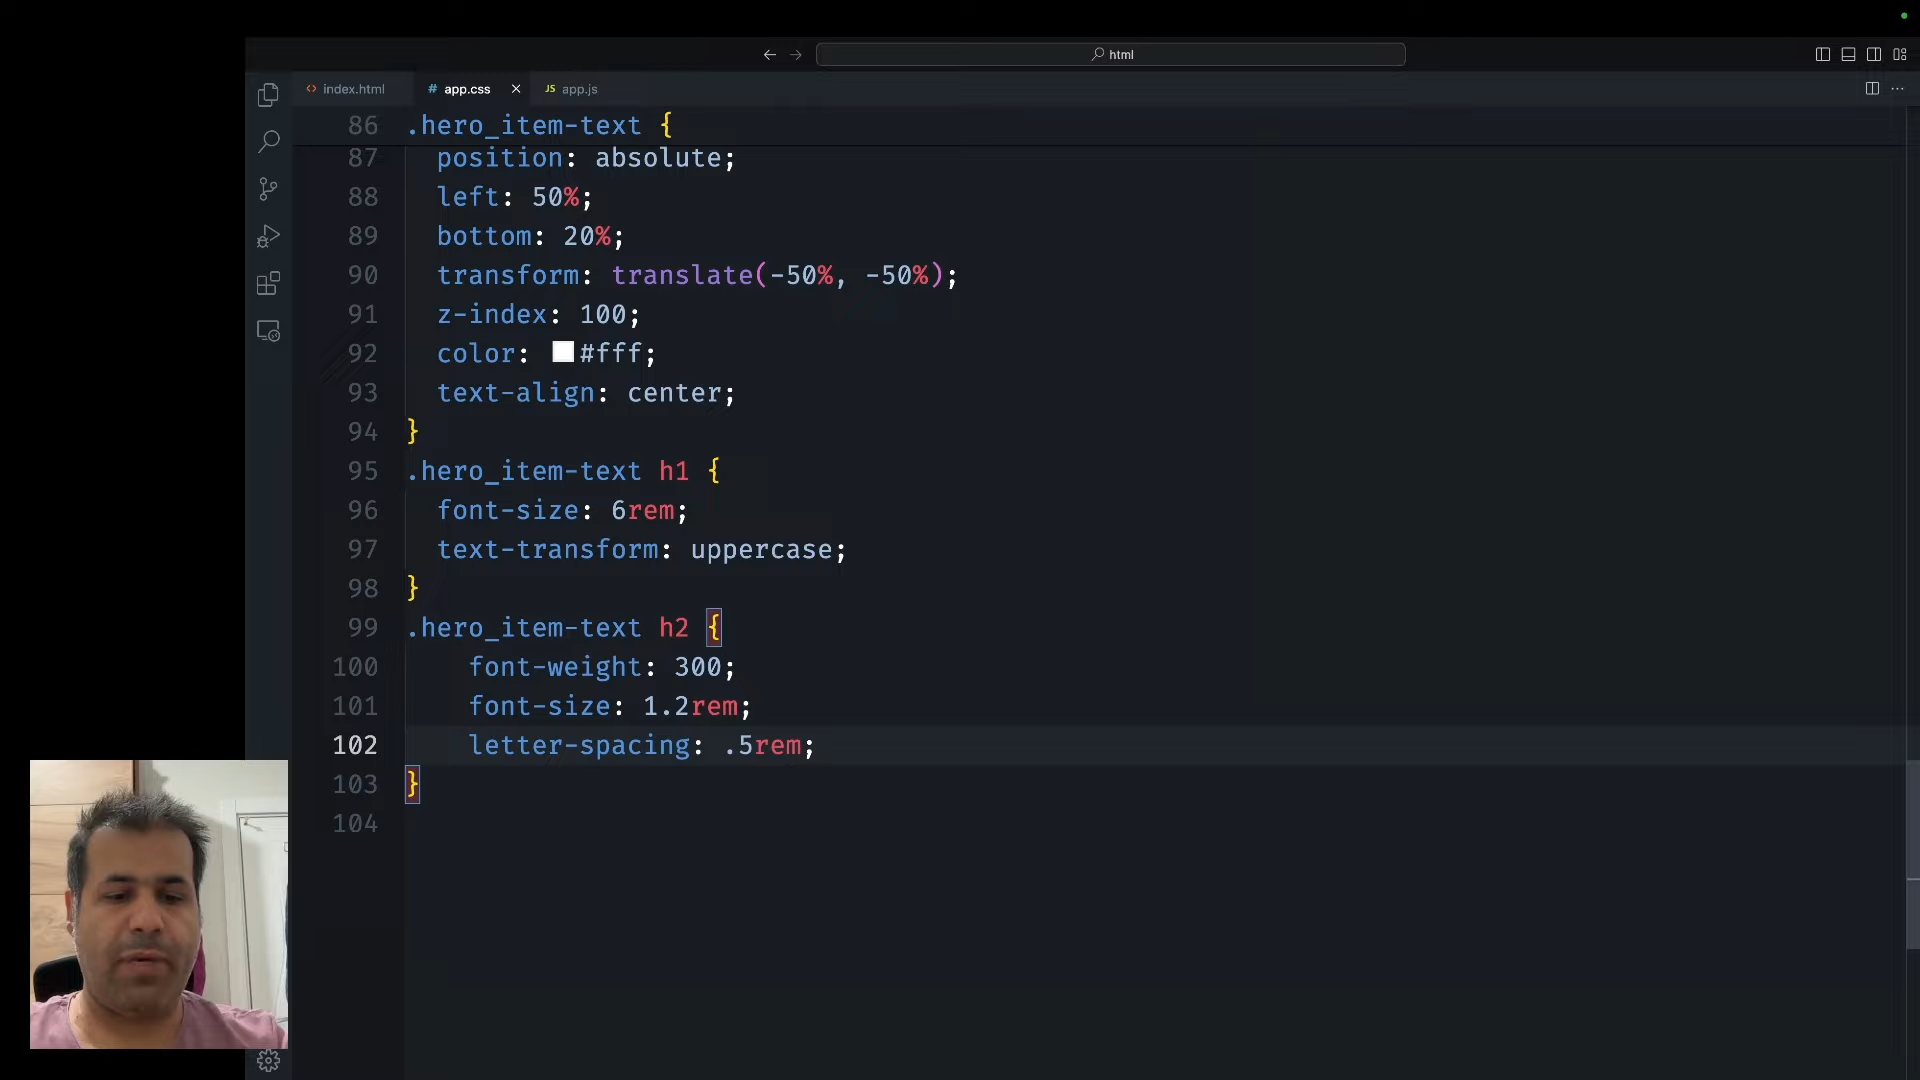 html
index.html
# app.css
JS app.js
86 .hero_item-text {
87 position: absolute;
88 left: 50%;
89 bottom: 20%;
90 transform: translate(-50%, -50%);
91 z-index: 100;
92 color: #fff;
93 text-align: center;
94 }
95 .hero_item-text h1 {
96 font-size: 6rem;
97 text-transform: uppercase;
98 }
99 .hero_item-text h2 {
100 font-weight: 300;
101 font-size: 1.2rem;
102 letter-spacing: .5rem;
103 }
104